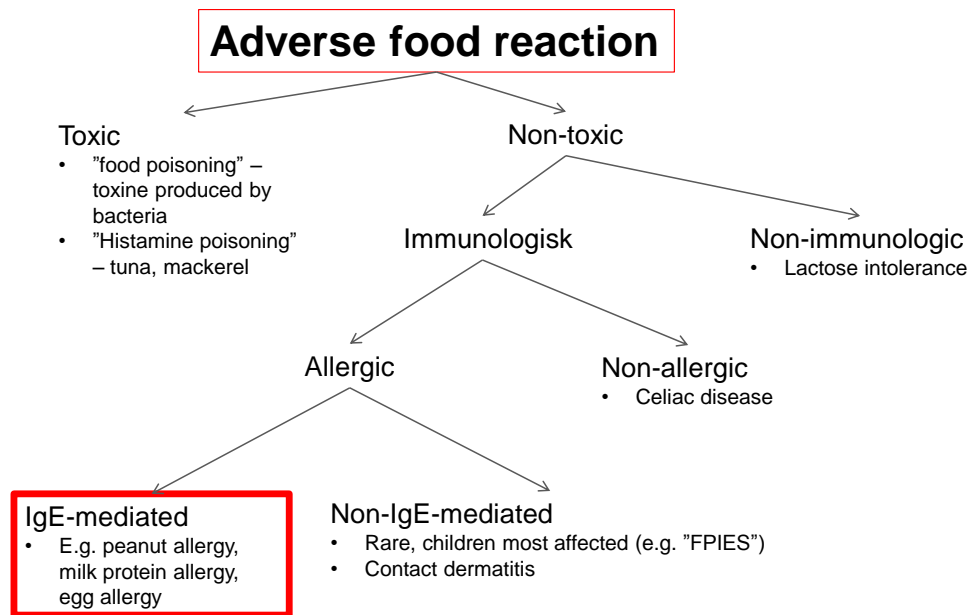 Adverse food reaction
Toxic
• ”food poisoning” –
toxine produced by
bacteria
• ”Histamine poisoning”
– tuna, mackerel
Non-toxic
Immunologisk
Non-immunologic
• Lactose intolerance
Allergic
Non-allergic
• Celiac disease
IgE-mediated
• E.g. peanut allergy,
milk protein allergy,
egg allergy
Non-IgE-mediated
• Rare, children most affected (e.g. ”FPIES”)
• Contact dermatitis